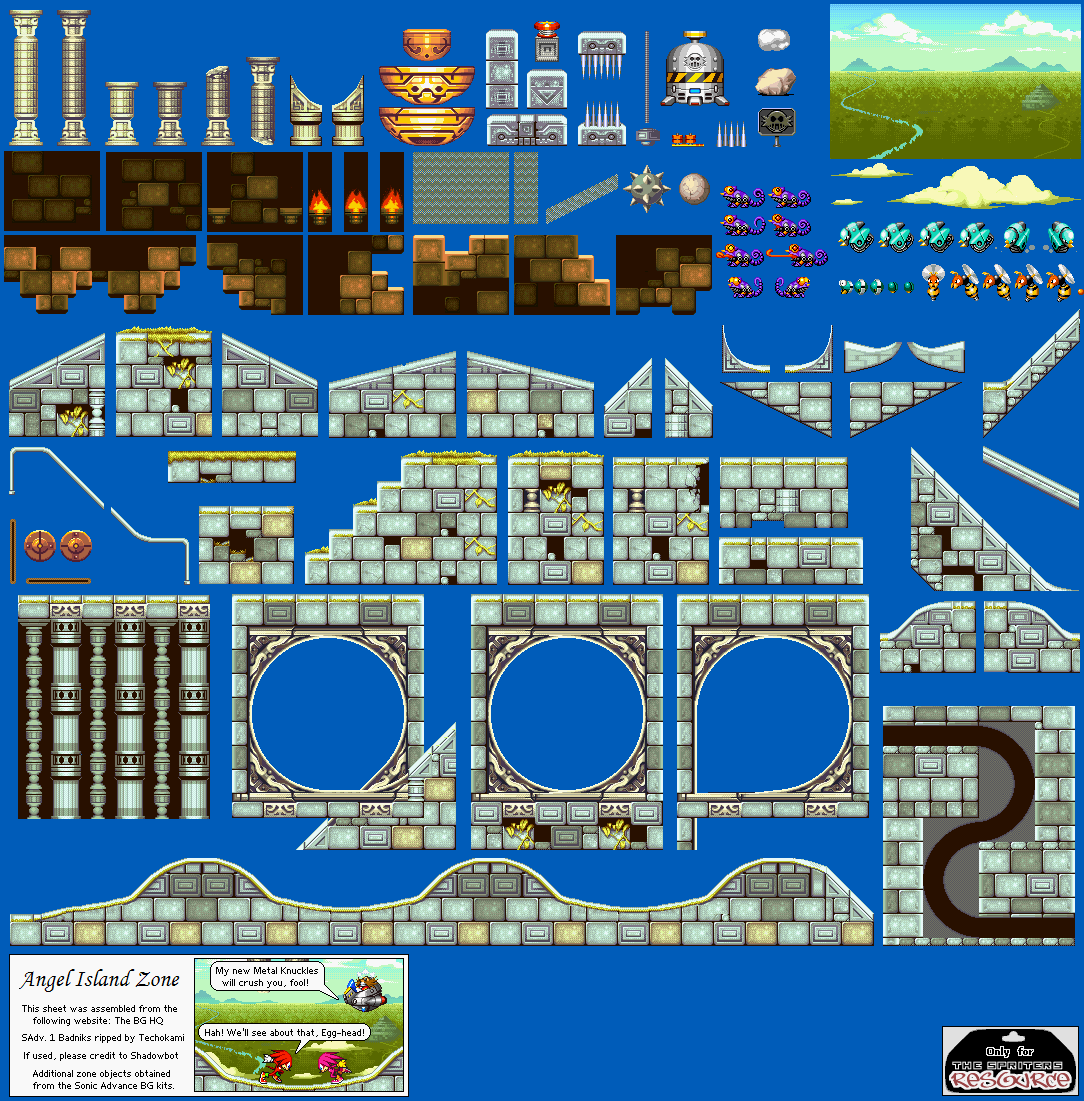 Angel Island Zone
This sheet was assembled from the
following website: The BG HQ
SAdv. 1 Badniks ripped by Techokami
If used, please credit to Shadowbot
Additional zone objects obtained
from the Sonic Advance BG kits.
My new Metal Knuckles
will crush you, fool!
Hah! We'll see about that, Egg-head!
Only for
THE SPRITERS
RESOURCE